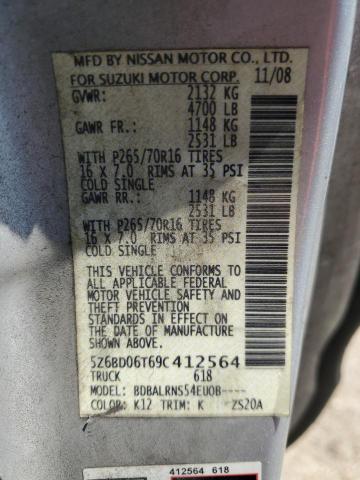 MFD BY NISSAN MOTOR CO., LTD.
FOR SUZUKI MOTOR CORP. 11/08
GVWR: 2132 KG
4700 LB
GAWR FR.: 1148 KG
2531 LB
WITH P265/70R16 TIRES
16 X 7.0 RIMS AT 35 PSI
COLD SINGLE
GAWR RR.: 1148 KG
2531 LB
WITH P265/70R16 TIRES
16 X 7.0 RIMS AT 35 PSI
COLD SINGLE
THIS VEHICLE CONFORMS TO
ALL APPLICABLE FEDERAL
MOTOR VEHICLE SAFETY AND
THEFT PREVENTION
STANDARDS IN EFFECT ON THE
DATE OF MANUFACTURE
SHOWN ABOVE.
5Z6BD06T69C412564
TRUCK 618
MODEL: BDBALRNS54EUOB----
COLOR: K12 TRIM: K ZS20A
412564 618